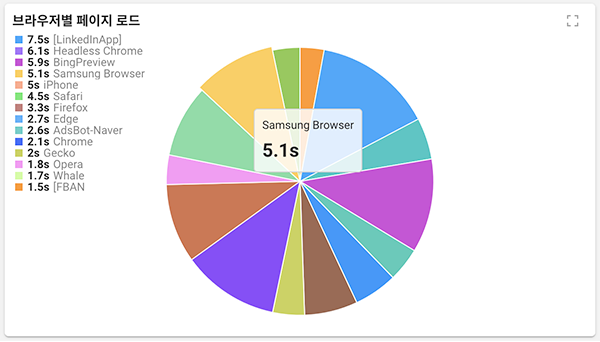 브라우저별 페이지 로드
7.5s [LinkedInApp]
6.1s Headless Chrome
5.9s BingPreview
5.1s Samsung Browser
5s iPhone
4.5s Safari
3.3s Firefox
2.7s Edge
2.6s AdsBot-Naver
2.1s Chrome
2s Gecko
1.8s Opera
1.7s Whale
1.5s [FBAN
Samsung Browser
5.1s